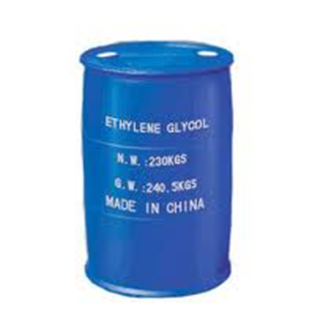 ETHYLENE GLYCOL
N.W.:230KGS
G.W.:240.5KGS
MADE IN CHINA